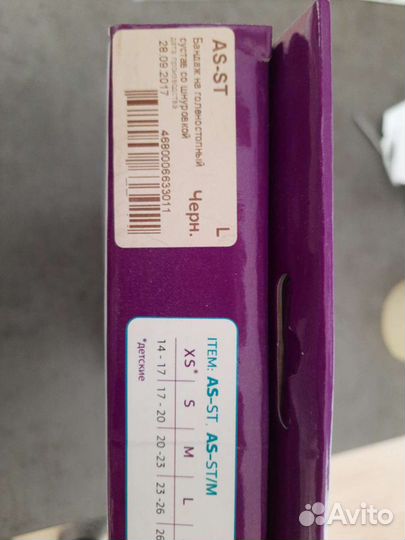 AS-ST
Бандаж на голеностопный
сустав со шнуровкой
дата производства
28.09.2017
4680006633011
Черн.
L
ITEM: AS-ST, AS-ST/M
XS* S M L
14 - 17 17 - 20 20 -23 23 -26 26
*детские
Avito